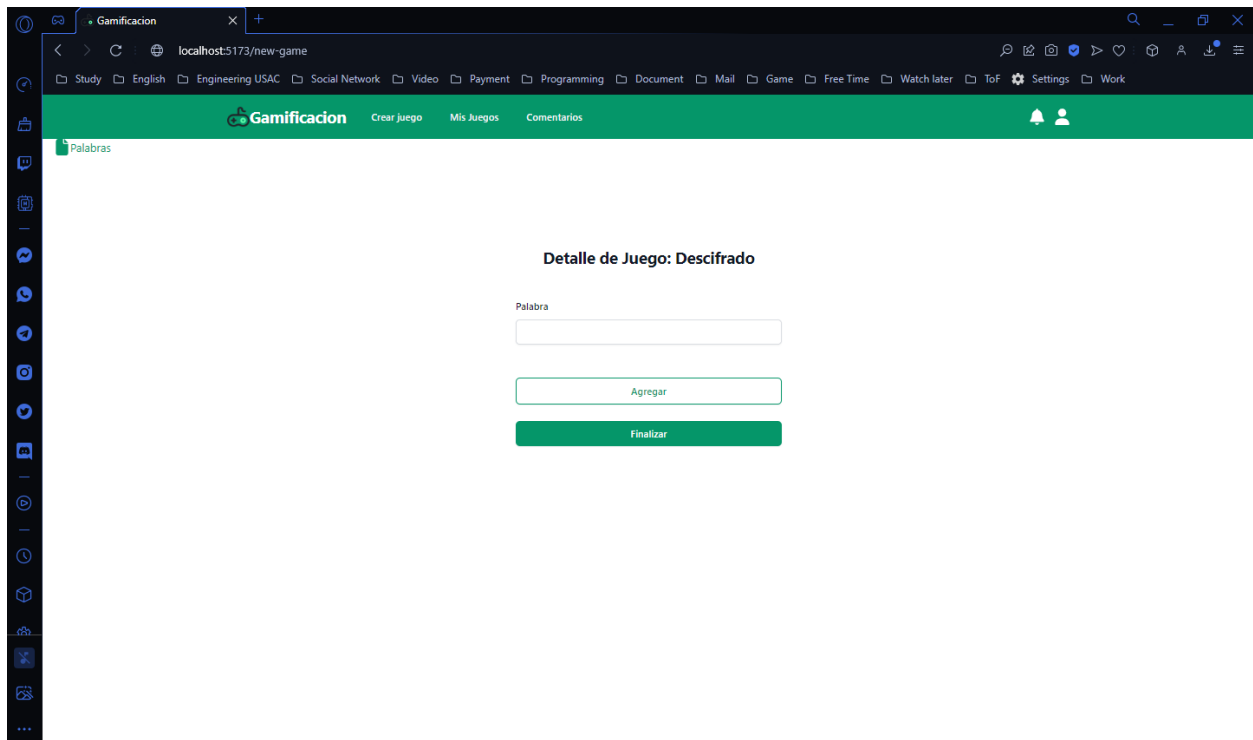 Gamificacion
localhost:5173/new-game
Study English Engineering USAC Social Network Video Payment Programming Document Mail Game Free Time Watch later ToF Settings Work
Gamificacion Crear juego Mis Juegos Comentarios
Palabras
Detalle de Juego: Descifrado
Palabra
Agregar
Finalizar